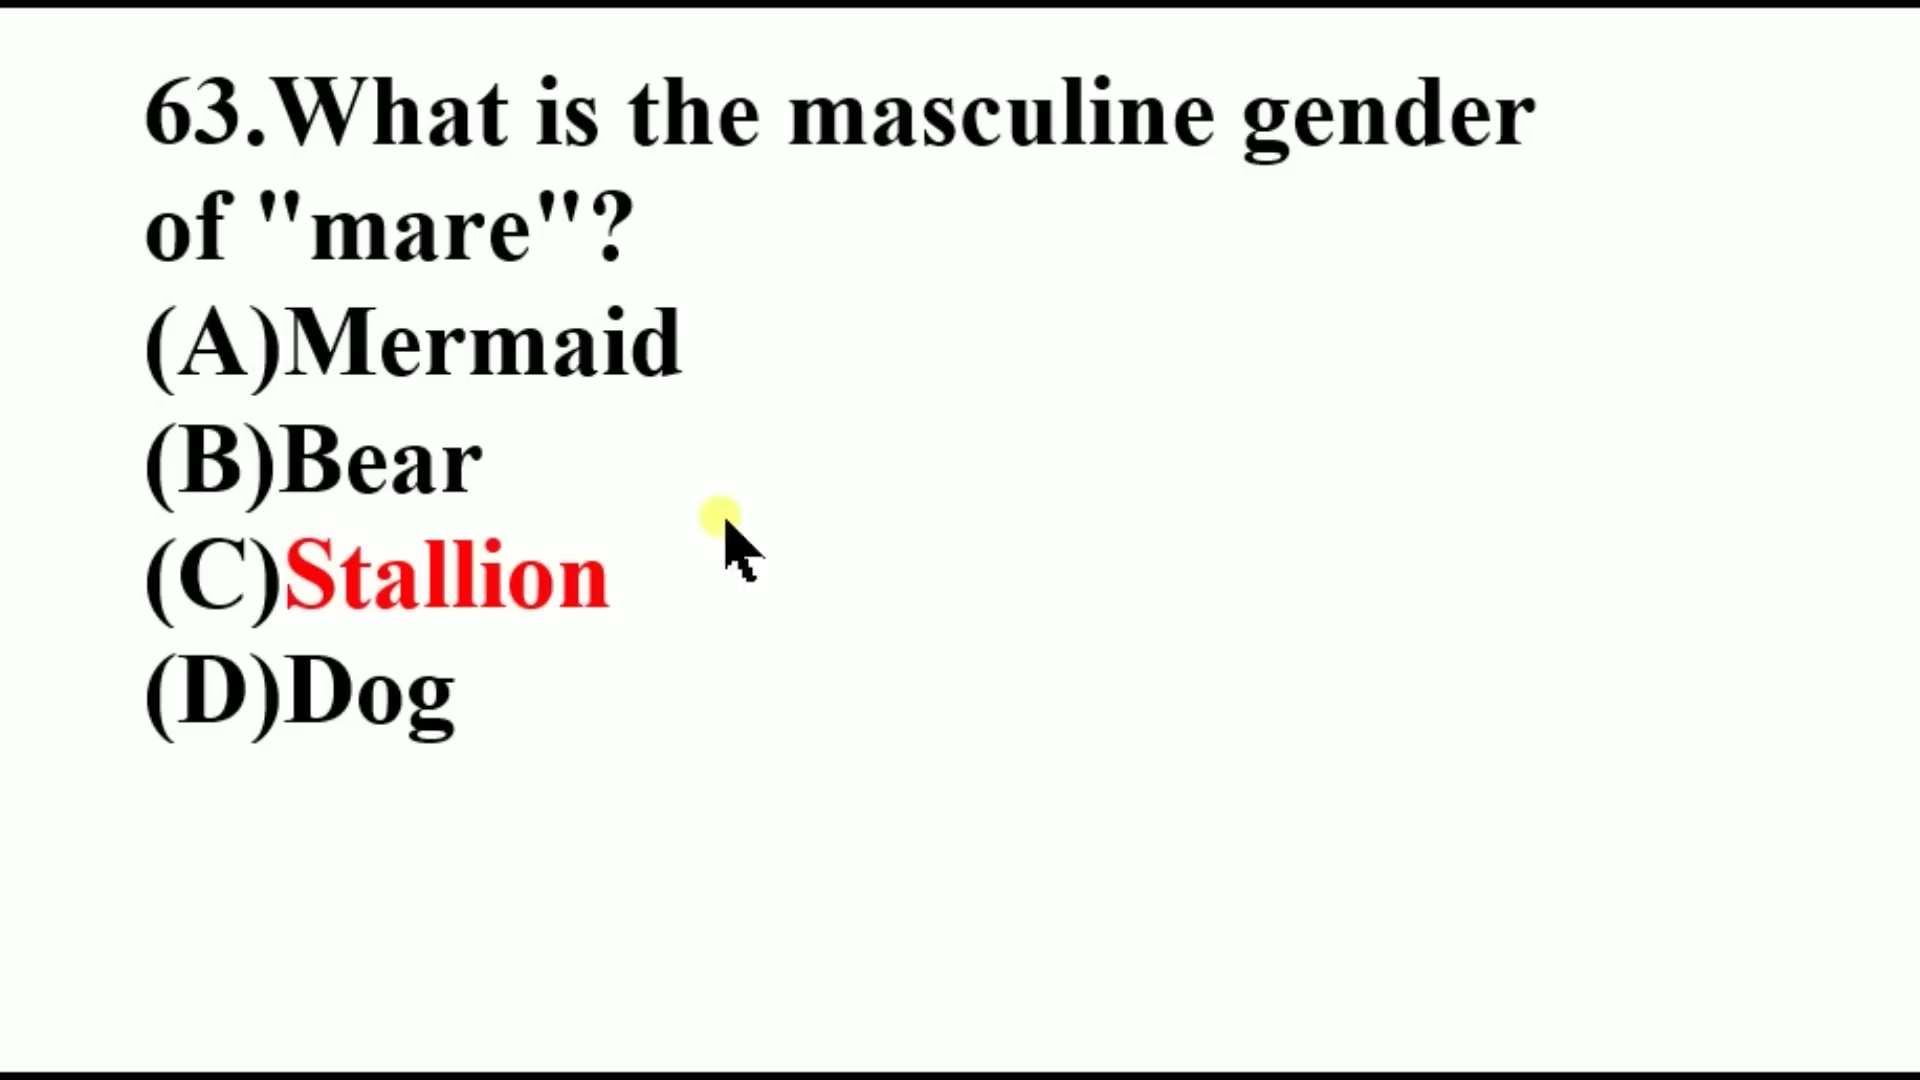 63.What is the masculine gender
of "mare"?
(A)Mermaid
(B)Bear
(C)Stallion
(D)Dog